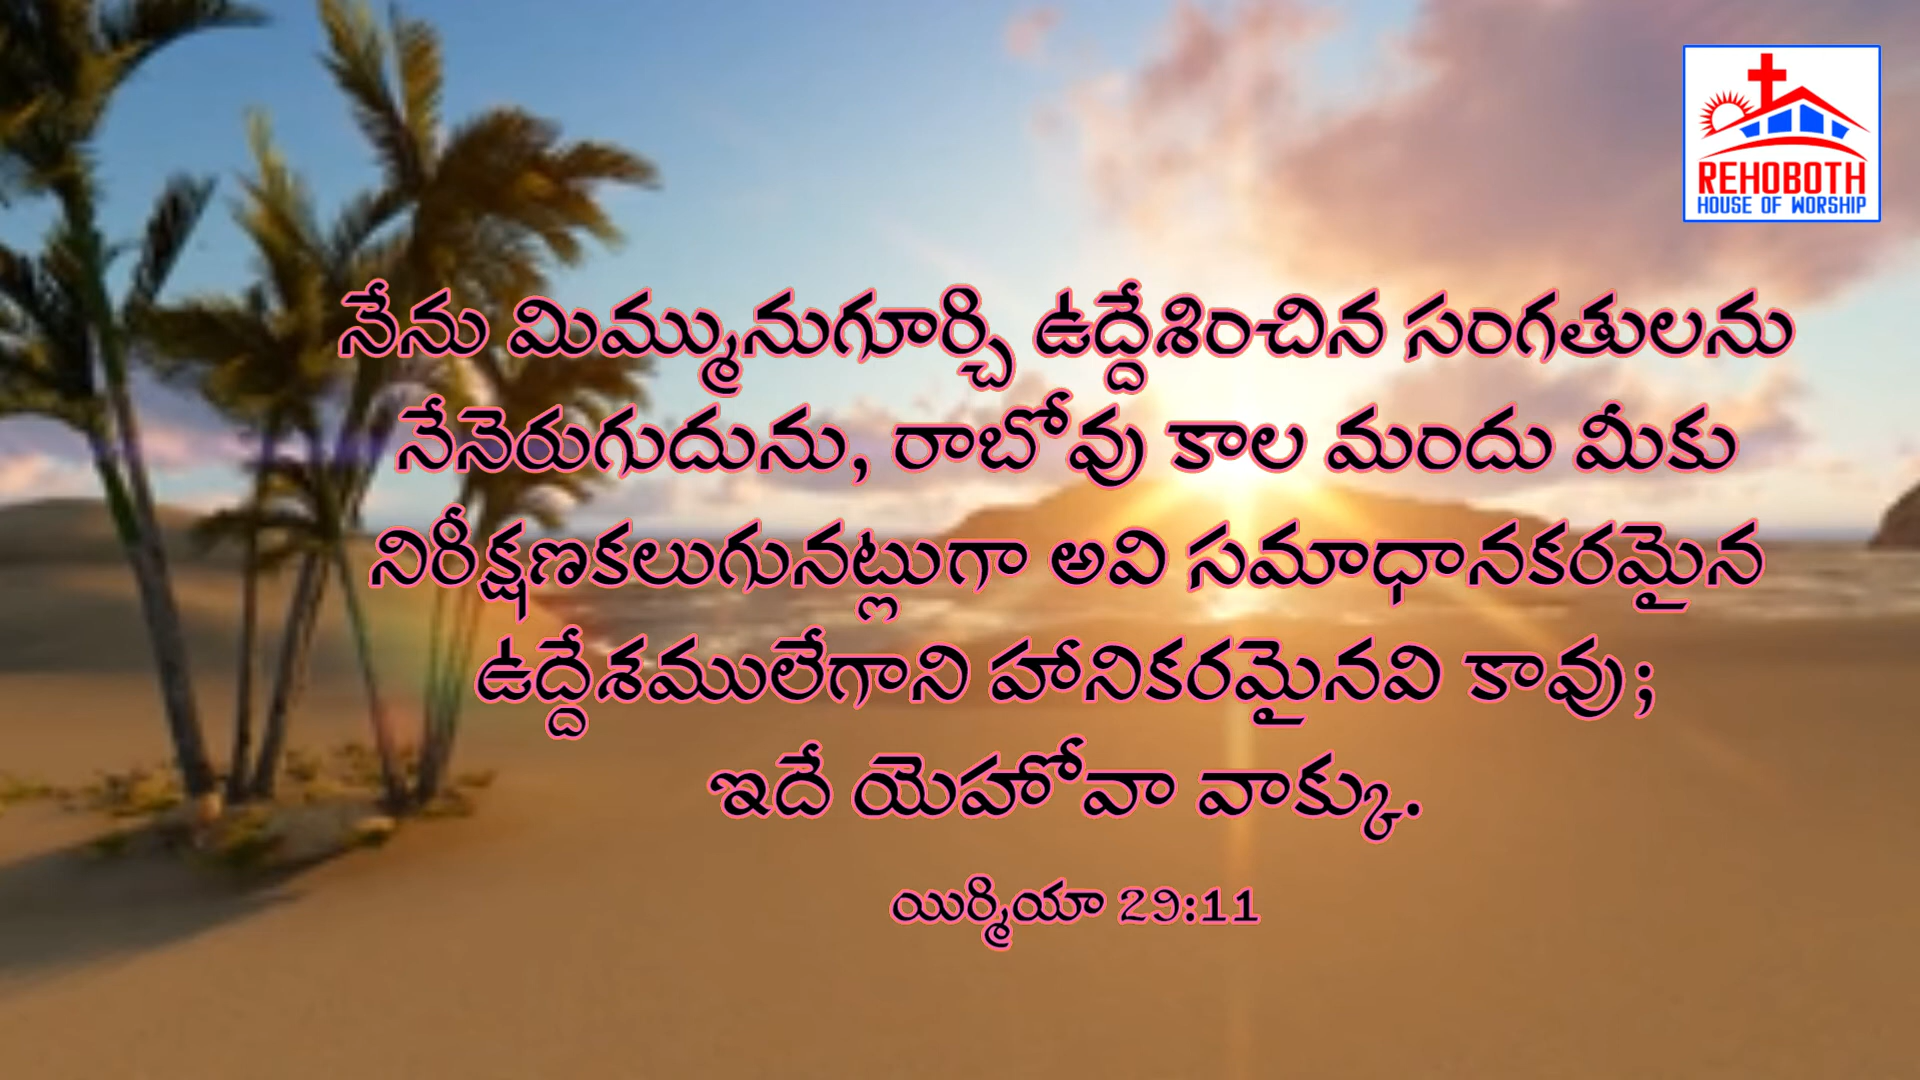 REHOBOTH
HOUSE OF WORSHIP
నేను మిమ్మునుగూర్చి ఉద్దేశించిన సంగతులను
నేనెరుగుదును, రాబోవు కాల మందు మీకు
నిరీక్షణకలుగునట్లుగా అవి సమాధానకరమైన
ఉద్దేశములేగాని హానికరమైనవి కావు;
ఇదే యెహోవా వాక్కు.
యిర్మియా 29:11